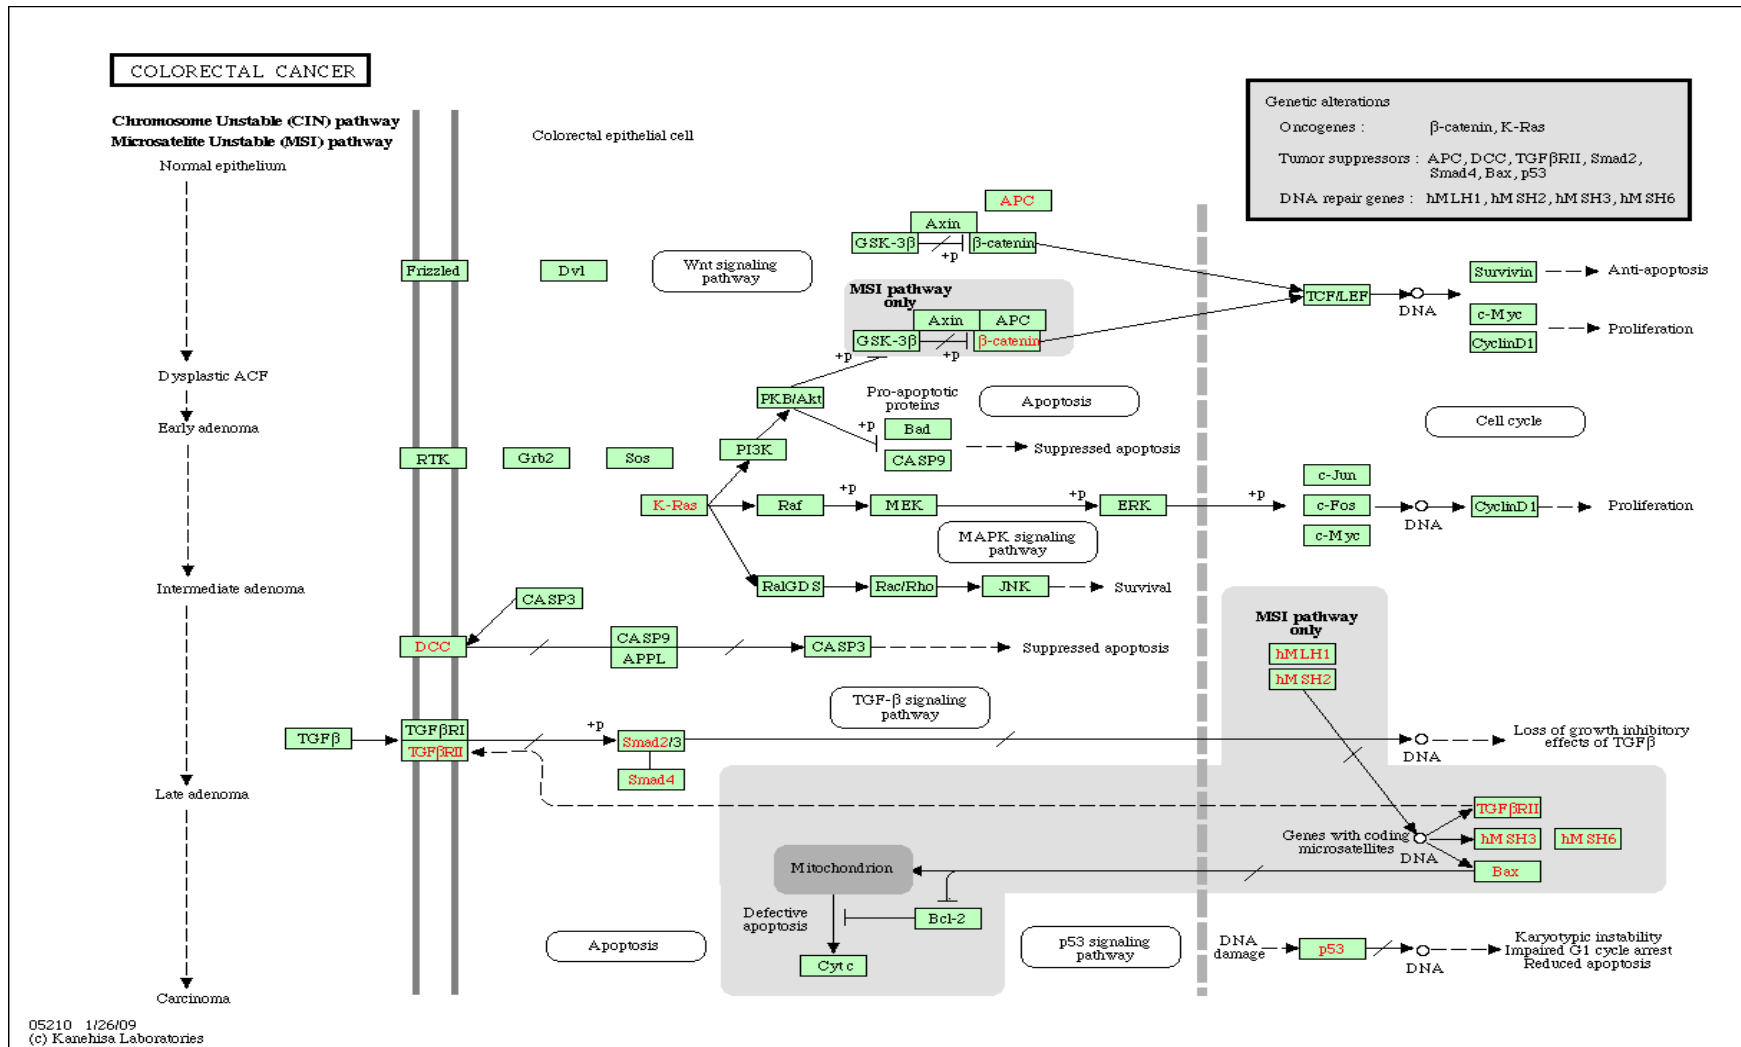 COLORECTAL CANCER
Chromosome Unstable (CIN) pathway
Microsatelite Unstable (MSI) pathway
Normal epithelium
Dysplastic ACF
Early adenoma
Intermediate adenoma
Late adenoma
Carcinoma
Colorectal epithelial cell
Genetic alterations
Oncogenes : β-catenin, K-Ras
Tumor suppressors : APC, DCC, TGFβRII, Smad2,
Smad4, Bax, p53
DNA repair genes : hMLH1, hMSH2, hMSH3, hMSH6
APC
Axin
GSK-3β
β-catenin
+p
Frizzled
Dvl
Wnt signaling
pathway
MSI pathway
only
Axin
APC
GSK-3β
β-catenin
+p
+p
TCF/LEF
DNA
Survivin
Anti-apoptosis
c-Myc
Proliferation
CyclinD1
PKB/Akt
Pro-apoptotic
proteins
Apoptosis
Cell cycle
+p
Bad
CASP9
Suppressed apoptosis
RTK
Grb2
Sos
PI3K
K-Ras
Raf
+p
MEK
+p
ERK
+p
c-Jun
c-Fos
c-Myc
DNA
CyclinD1
Proliferation
MAPK signaling
pathway
RalGDS
Rac/Rho
JNK
Survival
CASP3
DCC
CASP9
APPL
CASP3
Suppressed apoptosis
MSI pathway
only
hMLH1
hMSH2
TGF-β signaling
pathway
TGFβ
TGFβRI
TGFβRII
+p
Smad2/3
Smad4
DNA
Loss of growth inhibitory
effects of TGFβ
TGFβRII
Genes with coding
microsatellites
DNA
hMSH3
hMSH6
Bax
Mitochondrion
Defective
apoptosis
Bcl-2
Cyt c
Apoptosis
p53 signaling
pathway
DNA
damage
p53
DNA
Karyotypic instability
Impaired G1 cycle arrest
Reduced apoptosis
05210 1/26/09
(c) Kanehisa Laboratories